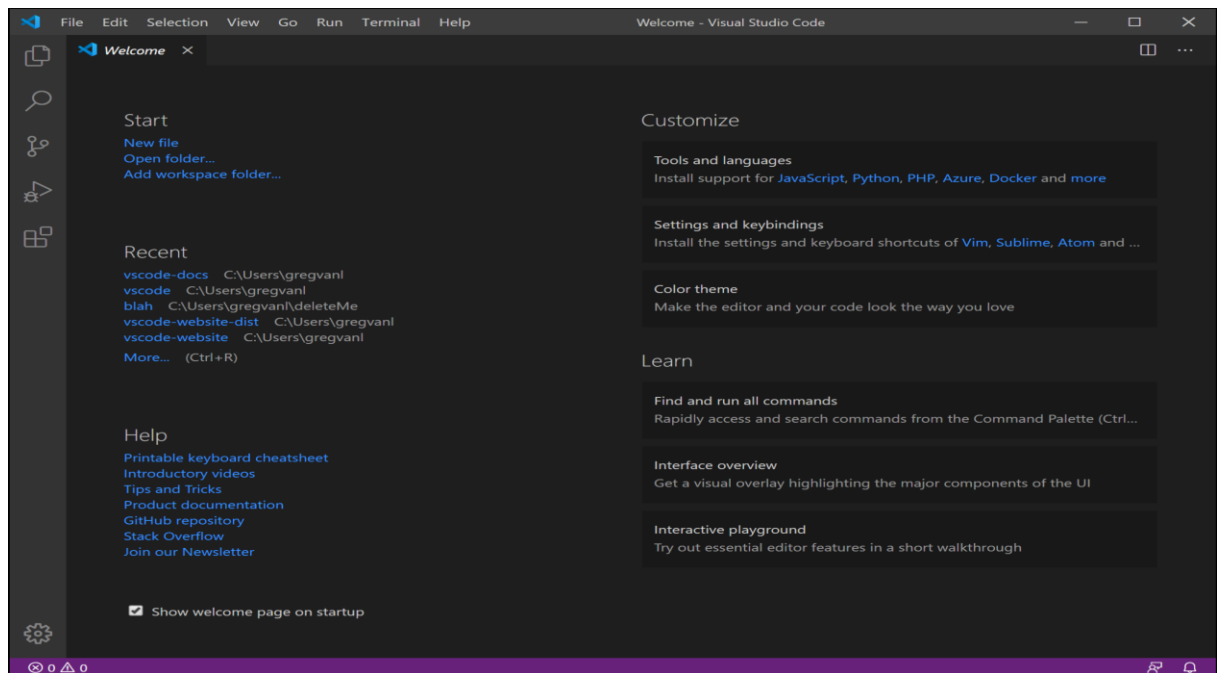 File Edit Selection View Go Run Terminal Help Welcome - Visual Studio Code
Welcome
Start
New file
Open folder...
Add workspace folder...
Recent
vscode-docs C:\Users\gregvanl
vscode C:\Users\gregvanl
blah C:\Users\gregvanl\deleteMe
vscode-website-dist C:\Users\gregvanl
vscode-website C:\Users\gregvanl
More... (Ctrl+R)
Help
Printable keyboard cheatsheet
Introductory videos
Tips and Tricks
Product documentation
GitHub repository
Stack Overflow
Join our Newsletter
Show welcome page on startup
Customize
Tools and languages
Install support for JavaScript, Python, PHP, Azure, Docker and more
Settings and keybindings
Install the settings and keyboard shortcuts of Vim, Sublime, Atom and ...
Color theme
Make the editor and your code look the way you love
Learn
Find and run all commands
Rapidly access and search commands from the Command Palette (Ctrl...
Interface overview
Get a visual overlay highlighting the major components of the UI
Interactive playground
Try out essential editor features in a short walkthrough
0 0